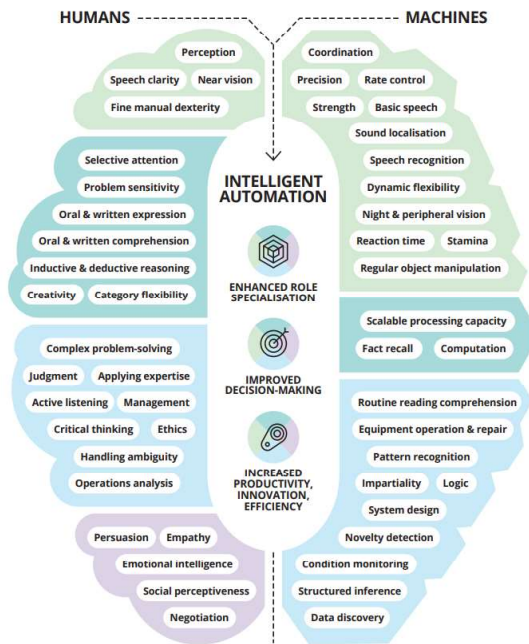 HUMANS
MACHINES
Perception
Speech clarity
Near vision
Fine manual dexterity
Selective attention
Problem sensitivity
Oral & written expression
Oral & written comprehension
Inductive & deductive reasoning
Creativity
Category flexibility
Complex problem-solving
Judgment
Applying expertise
Active listening
Management
Critical thinking
Ethics
Handling ambiguity
Operations analysis
Persuasion
Empathy
Emotional intelligence
Social perceptiveness
Negotiation
INTELLIGENT
AUTOMATION
ENHANCED ROLE
SPECIALISATION
IMPROVED
DECISION-MAKING
INCREASED
PRODUCTIVITY,
INNOVATION,
EFFICIENCY
Coordination
Precision
Rate control
Strength
Basic speech
Sound localisation
Speech recognition
Dynamic flexibility
Night & peripheral vision
Reaction time
Stamina
Regular object manipulation
Scalable processing capacity
Fact recall
Computation
Routine reading comprehension
Equipment operation & repair
Pattern recognition
Impartiality
Logic
System design
Novelty detection
Condition monitoring
Structured inference
Data discovery